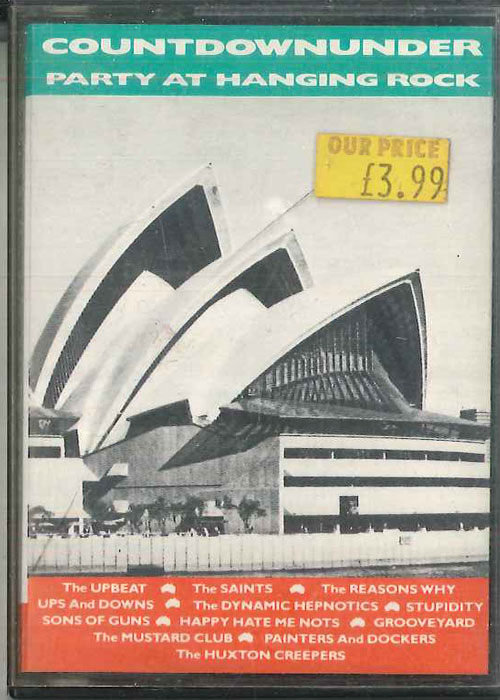 COUNTDOWNUNDER
PARTY AT HANGING ROCK
OUR PRICE
£3.99
The UPBEAT The SAINTS The REASONS WHY
UPS And DOWNS The DYNAMIC HEPNOTICS STUPIDITY
SONS OF GUNS HAPPY HATE ME NOTS GROOVEYARD
The MUSTARD CLUB PAINTERS And DOCKERS
The HUXTON CREEPERS